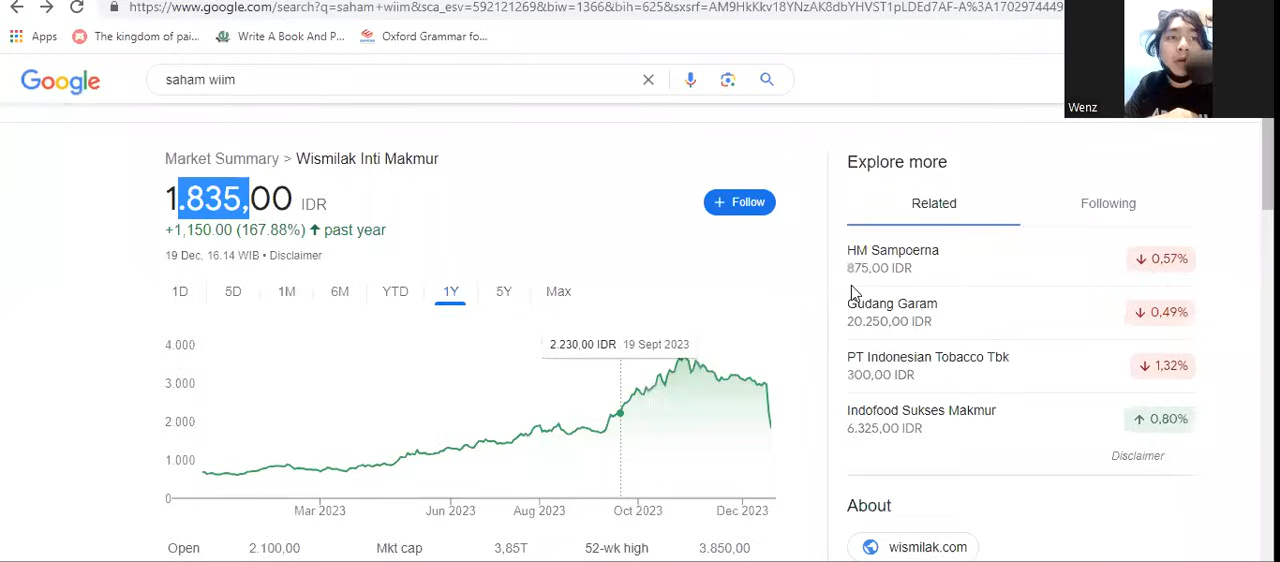 https://www.google.com/search?q=saham+wiim&sca_esv=592121269&biw=1366&bih=625&sxsrf=AM9HkKkv18YNzAK8dbYHVST1pLDEd7AF-A%3A1702974449
Apps
The kingdom of pai...
Write A Book And P...
Oxford Grammar fo...
Google
saham wiim
Wenz
Market Summary > Wismilak Inti Makmur
1.835,00 IDR
+ Follow
+1,150.00 (167.88%) ↑ past year
19 Dec, 16.14 WIB • Disclaimer
1D 5D 1M 6M YTD 1Y 5Y Max
2.230,00 IDR 19 Sept 2023
4.000
3.000
2.000
1.000
0
Mar 2023 Jun 2023 Aug 2023 Oct 2023 Dec 2023
Open 2.100,00 Mkt cap 3,85T 52-wk high 3.850,00
Explore more
Related Following
HM Sampoerna
875,00 IDR
↓ 0,57%
Gudang Garam
20.250,00 IDR
↓ 0,49%
PT Indonesian Tobacco Tbk
300,00 IDR
↓ 1,32%
Indofood Sukses Makmur
6.325,00 IDR
↑ 0,80%
Disclaimer
About
wismilak.com